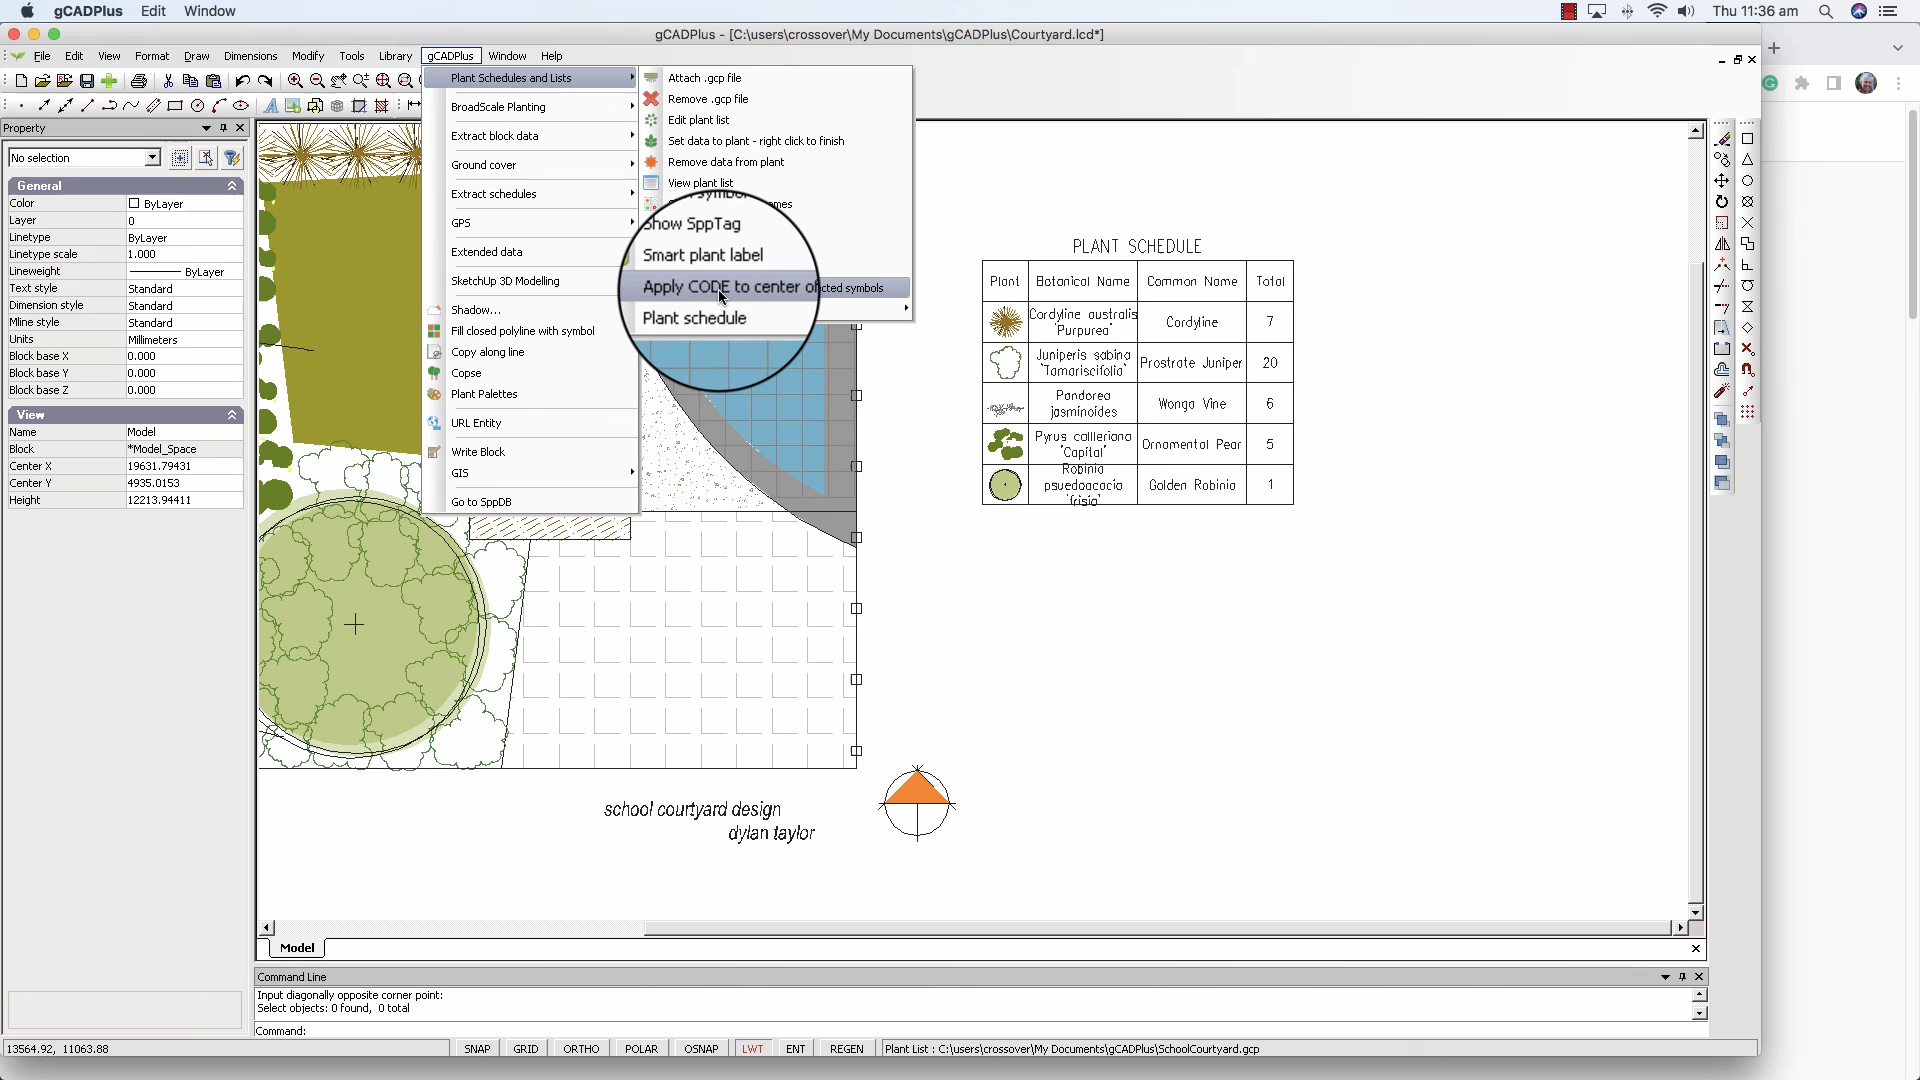 gCADPlus Edit Window
Thu 11:36 am
gCADPlus - [C:\users\crossover\My Documents\gCADPlus\Courtyard.lcd*]
File Edit View Format Draw Dimensions Modify Tools Library gCADPlus Window Help
Plant Schedules and Lists
BroadScale Planting
Extract block data
Ground cover
Extract schedules
GPS
Extended data
SketchUp 3D Modelling
Shadow...
Fill closed polyline with symbol
Copy along line
Copse
Plant Palettes
URL Entity
Write Block
GIS
Go to SppDB
Attach .gcp file
Remove .gcp file
Edit plant list
Set data to plant - right click to finish
Remove data from plant
View plant list
Show SppTag
Smart plant label
Apply CODE to center of
cted symbols
Plant schedule
Property
No selection
General
Color ByLayer
Layer 0
Linetype ByLayer
Linetype scale 1.000
Lineweight ByLayer
Text style Standard
Dimension style Standard
Mline style Standard
Units Millimeters
Block base X 0.000
Block base Y 0.000
Block base Z 0.000
View
Name Model
Block *Model_Space
Center X 19631.79431
Center Y 4935.0153
Height 12213.94411
PLANT SCHEDULE
Plant Botanical Name Common Name Total
Cordyline australis
'Purpurea'
Cordyline 7
Juniperis sabina
'Tamariscifolia'
Prostrate Juniper 20
Pandorea
jasminoides
Wonga Vine 6
Pyrus callieriana
'Capital'
Ornamental Pear 5
Robinia
psuedoacacia
'frisia'
Golden Robinia 1
school courtyard design
dylan taylor
Model
Command Line
Input diagonally opposite corner point:
Select objects: 0 found, 0 total
Command:
13564.92, 11063.88 SNAP GRID ORTHO POLAR OSNAP LWT ENT REGEN Plant List : C:\users\crossover\My Documents\gCADPlus\SchoolCourtyard.gcp